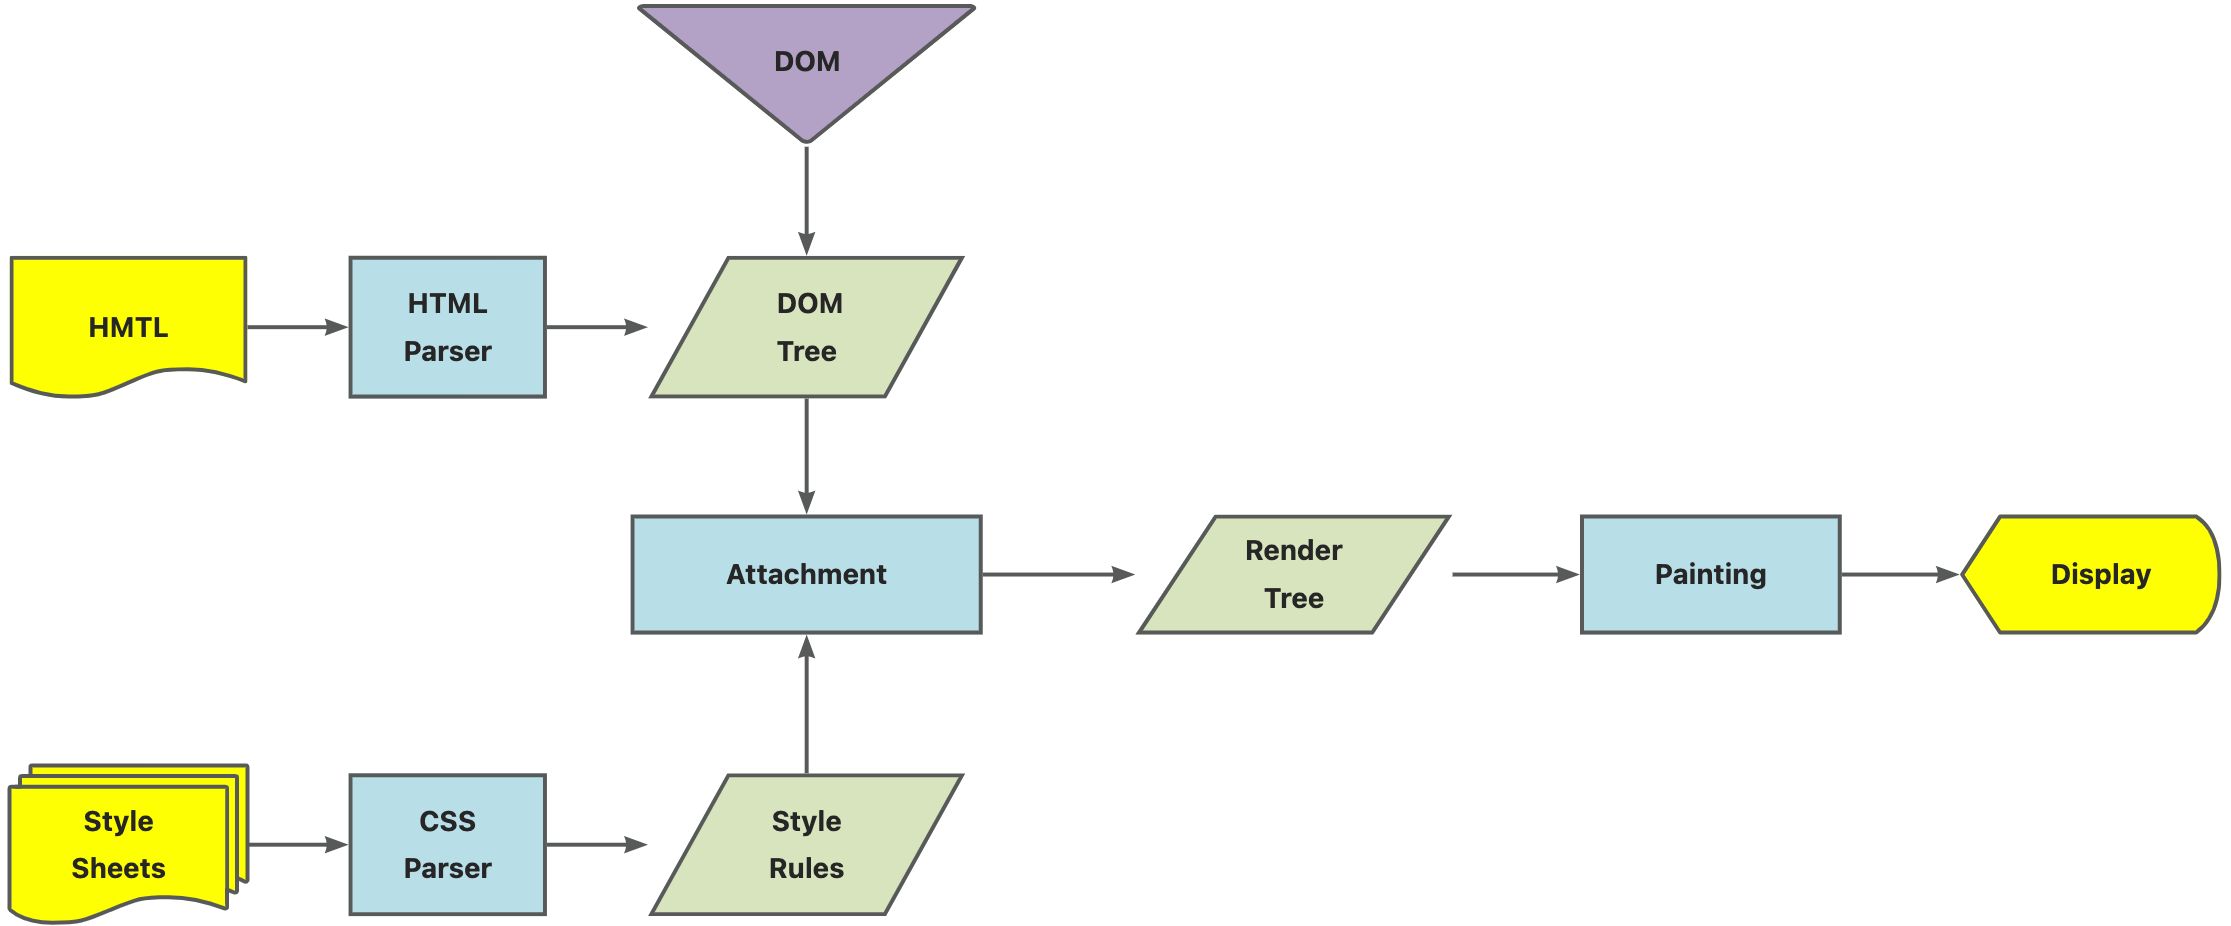 DOM
HMTL
HTML
Parser
DOM
Tree
Attachment
Render
Tree
Painting
Display
Style
Sheets
CSS
Parser
Style
Rules